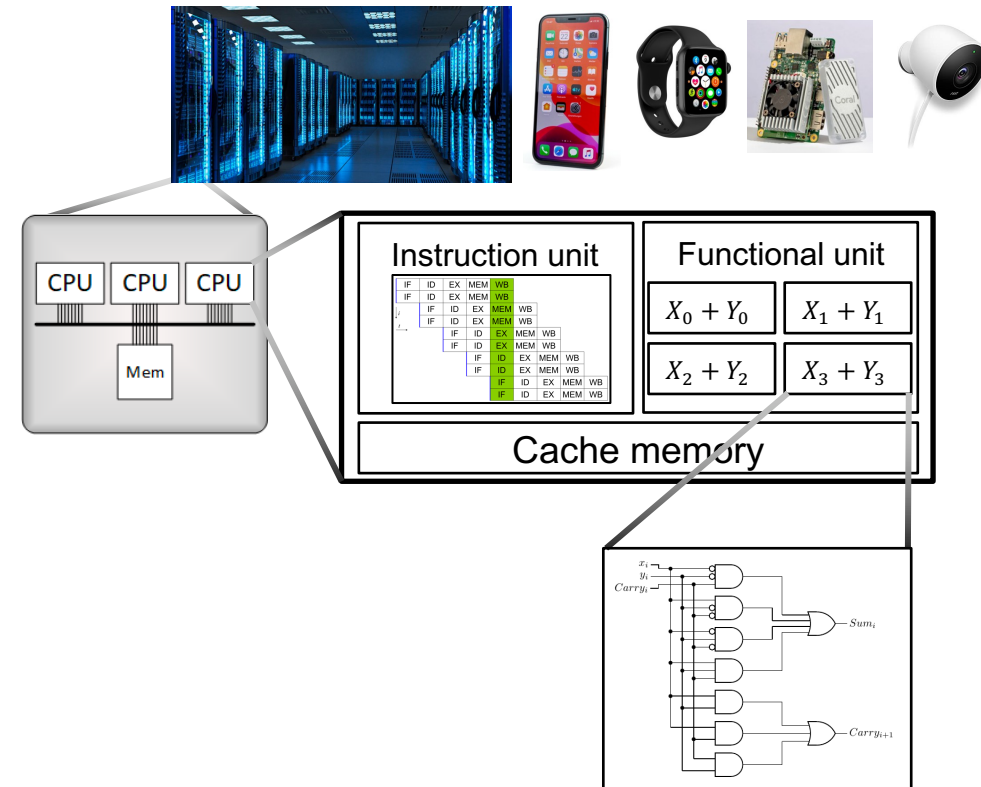 Coral
CPU CPU CPU
Mem
Instruction unit
IF ID EX MEM WB
IF ID EX MEM WB
i
IF ID EX MEM WB
t
IF ID EX MEM WB
IF ID EX MEM WB
IF ID EX MEM WB
IF ID EX MEM WB
IF ID EX MEM WB
IF ID EX MEM WB
IF ID EX MEM WB
Functional unit
X₀ + Y₀ X₁ + Y₁
X₂ + Y₂ X₃ + Y₃
Cache memory
xᵢ
yᵢ
Carryᵢ
Sumᵢ
Carryᵢ₊₁